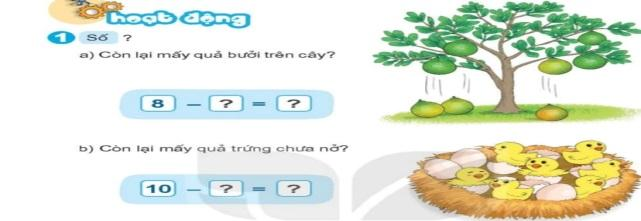 hoạt động
1 Số ?
a) Còn lại mấy quả bưởi trên cây?
8 – ? = ?
b) Còn lại mấy quả trứng chưa nở?
10 – ? = ?